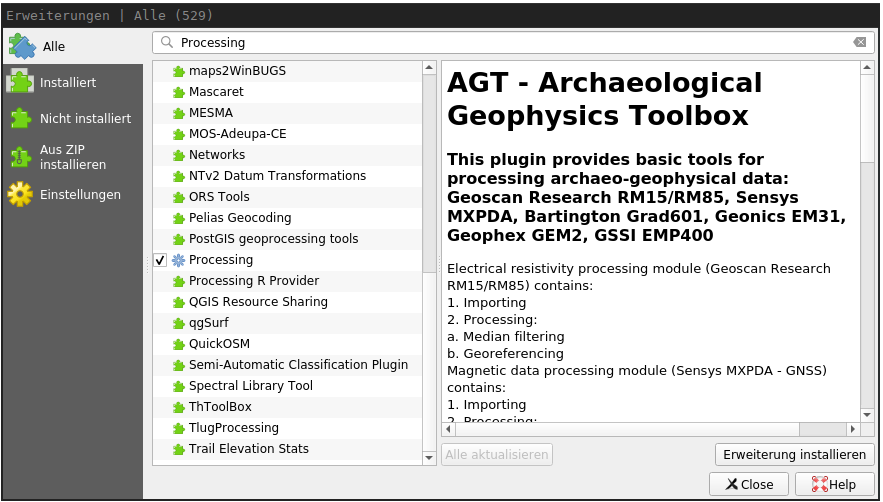 Erweiterungen | Alle (529)
Alle
Installiert
Nicht installiert
Aus ZIP
installieren
Einstellungen
Processing
maps2WinBUGS
Mascaret
MESMA
MOS-Adeupa-CE
Networks
NTv2 Datum Transformations
ORS Tools
Pelias Geocoding
PostGIS geoprocessing tools
Processing
Processing R Provider
QGIS Resource Sharing
qgSurf
QuickOSM
Semi-Automatic Classification Plugin
Spectral Library Tool
ThToolBox
TlugProcessing
Trail Elevation Stats
AGT - Archaeological
Geophysics Toolbox
This plugin provides basic tools for
processing archaeo-geophysical data:
Geoscan Research RM15/RM85, Sensys
MXPDA, Bartington Grad601, Geonics EM31,
Geophex GEM2, GSSI EMP400
Electrical resistivity processing module (Geoscan Research
RM15/RM85) contains:
1. Importing
2. Processing:
a. Median filtering
b. Georeferencing
Magnetic data processing module (Sensys MXPDA - GNSS)
contains:
1. Importing
2. Processing:
Alle aktualisieren
Erweiterung installieren
Close
Help